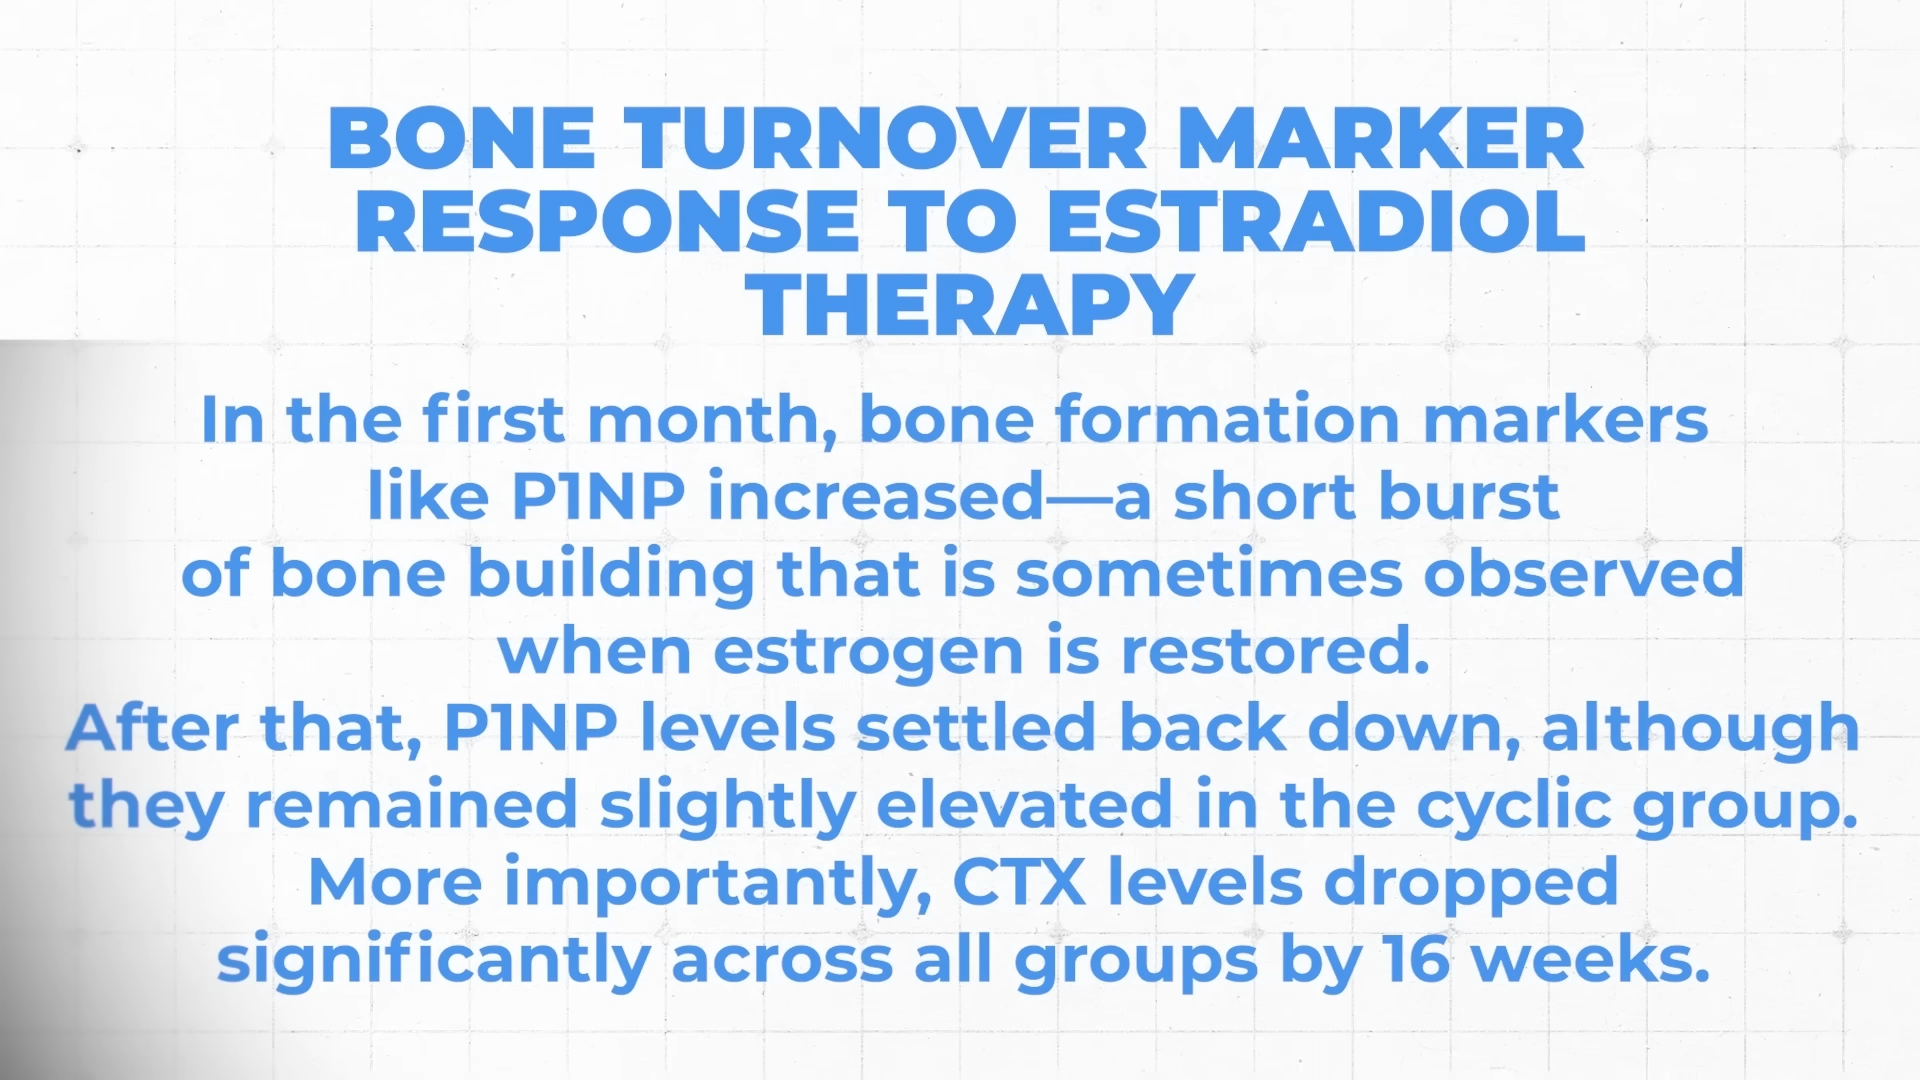 BONE TURNOVER MARKER
RESPONSE TO ESTRADIOL
THERAPY
In the first month, bone formation markers
like P1NP increased—a short burst
of bone building that is sometimes observed
when estrogen is restored.
After that, P1NP levels settled back down, although
they remained slightly elevated in the cyclic group.
More importantly, CTX levels dropped
significantly across all groups by 16 weeks.